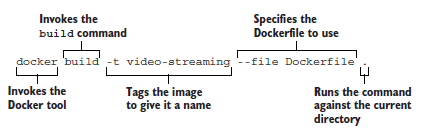 Invokes the
build command
Specifies the
Dockerfile to use
docker build -t video-streaming --file Dockerfile .
Invokes the
Docker tool
Tags the image
to give it a name
Runs the command
against the current
directory